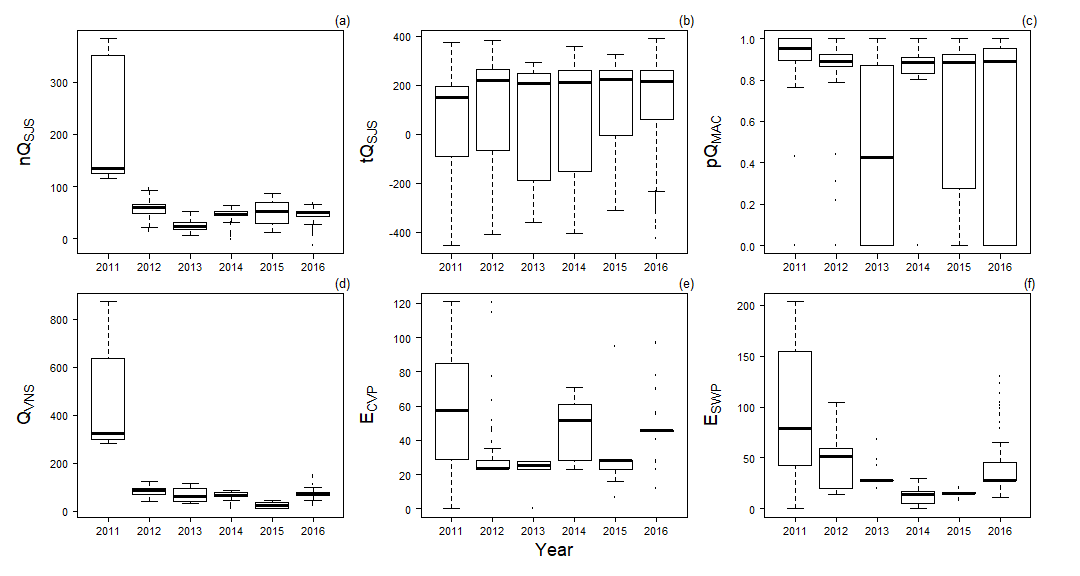 (a)
nQSJS
300
200
100
0
2011 2012 2013 2014 2015 2016
(b)
tQSJS
400
200
0
-200
-400
2011 2012 2013 2014 2015 2016
(c)
pQMAC
1.0
0.8
0.6
0.4
0.2
0.0
2011 2012 2013 2014 2015 2016
(d)
QVNS
800
600
400
200
0
2011 2012 2013 2014 2015 2016
(e)
ECVP
120
100
80
60
40
20
0
2011 2012 2013 2014 2015 2016
(f)
ESWP
200
150
100
50
0
2011 2012 2013 2014 2015 2016
Year